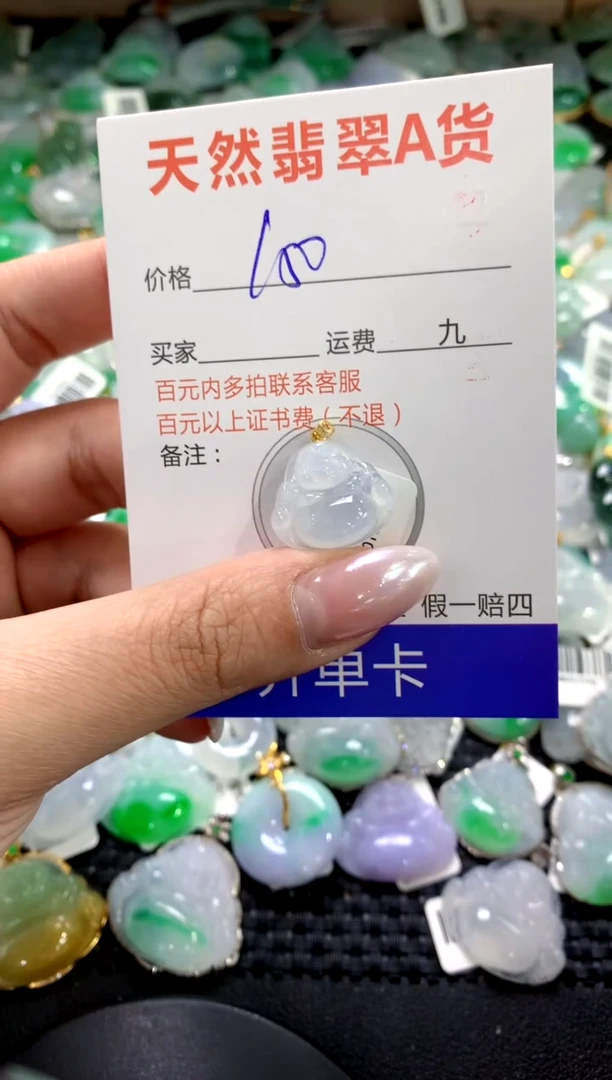 天然翡翠A货
价格 100
买家 运费 九
百元内多拍联系客服
百元以上证书费（不退）
备注：
假一赔四
开单卡